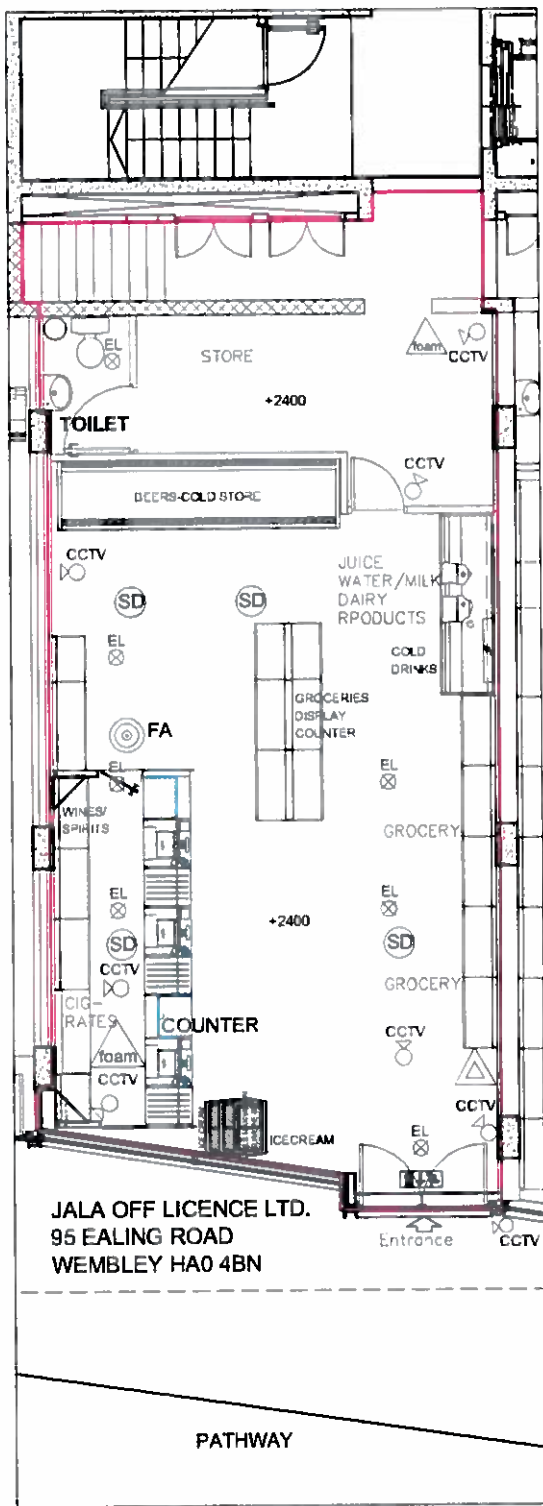 EL
STORE
foam
CCTV
+2400
TOILET
CCTV
BEERS-COLD STORE
CCTV
JUICE
WATER/MILK
DAIRY
RPODUCTS
SD
SD
EL
COLD
DRINKS
GROCERIES
DISPLAY
COUNTER
FA
EL
EL
WINES/
SPIRITS
GROCERY
EL
EL
+2400
SD
SD
CCTV
GROCERY
CIG-
RATES
COUNTER
foam
CCTV
CCTV
CCTV
ICECREAM
ICECREAM
EL
JALA OFF LICENCE LTD.
95 EALING ROAD
WEMBLEY HA0 4BN
Entrance
CCTV
PATHWAY